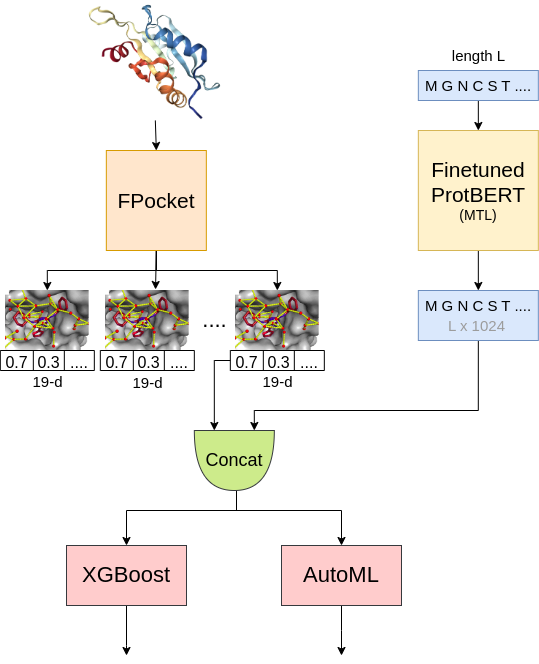 length L
M G N C S T ....
Finetuned
ProtBERT
(MTL)
FPocket
M G N C S T ....
L x 1024
....
0.7 0.3 ....
0.7 0.3 ....
0.7 0.3 ....
19-d
19-d
19-d
Concat
XGBoost
AutoML